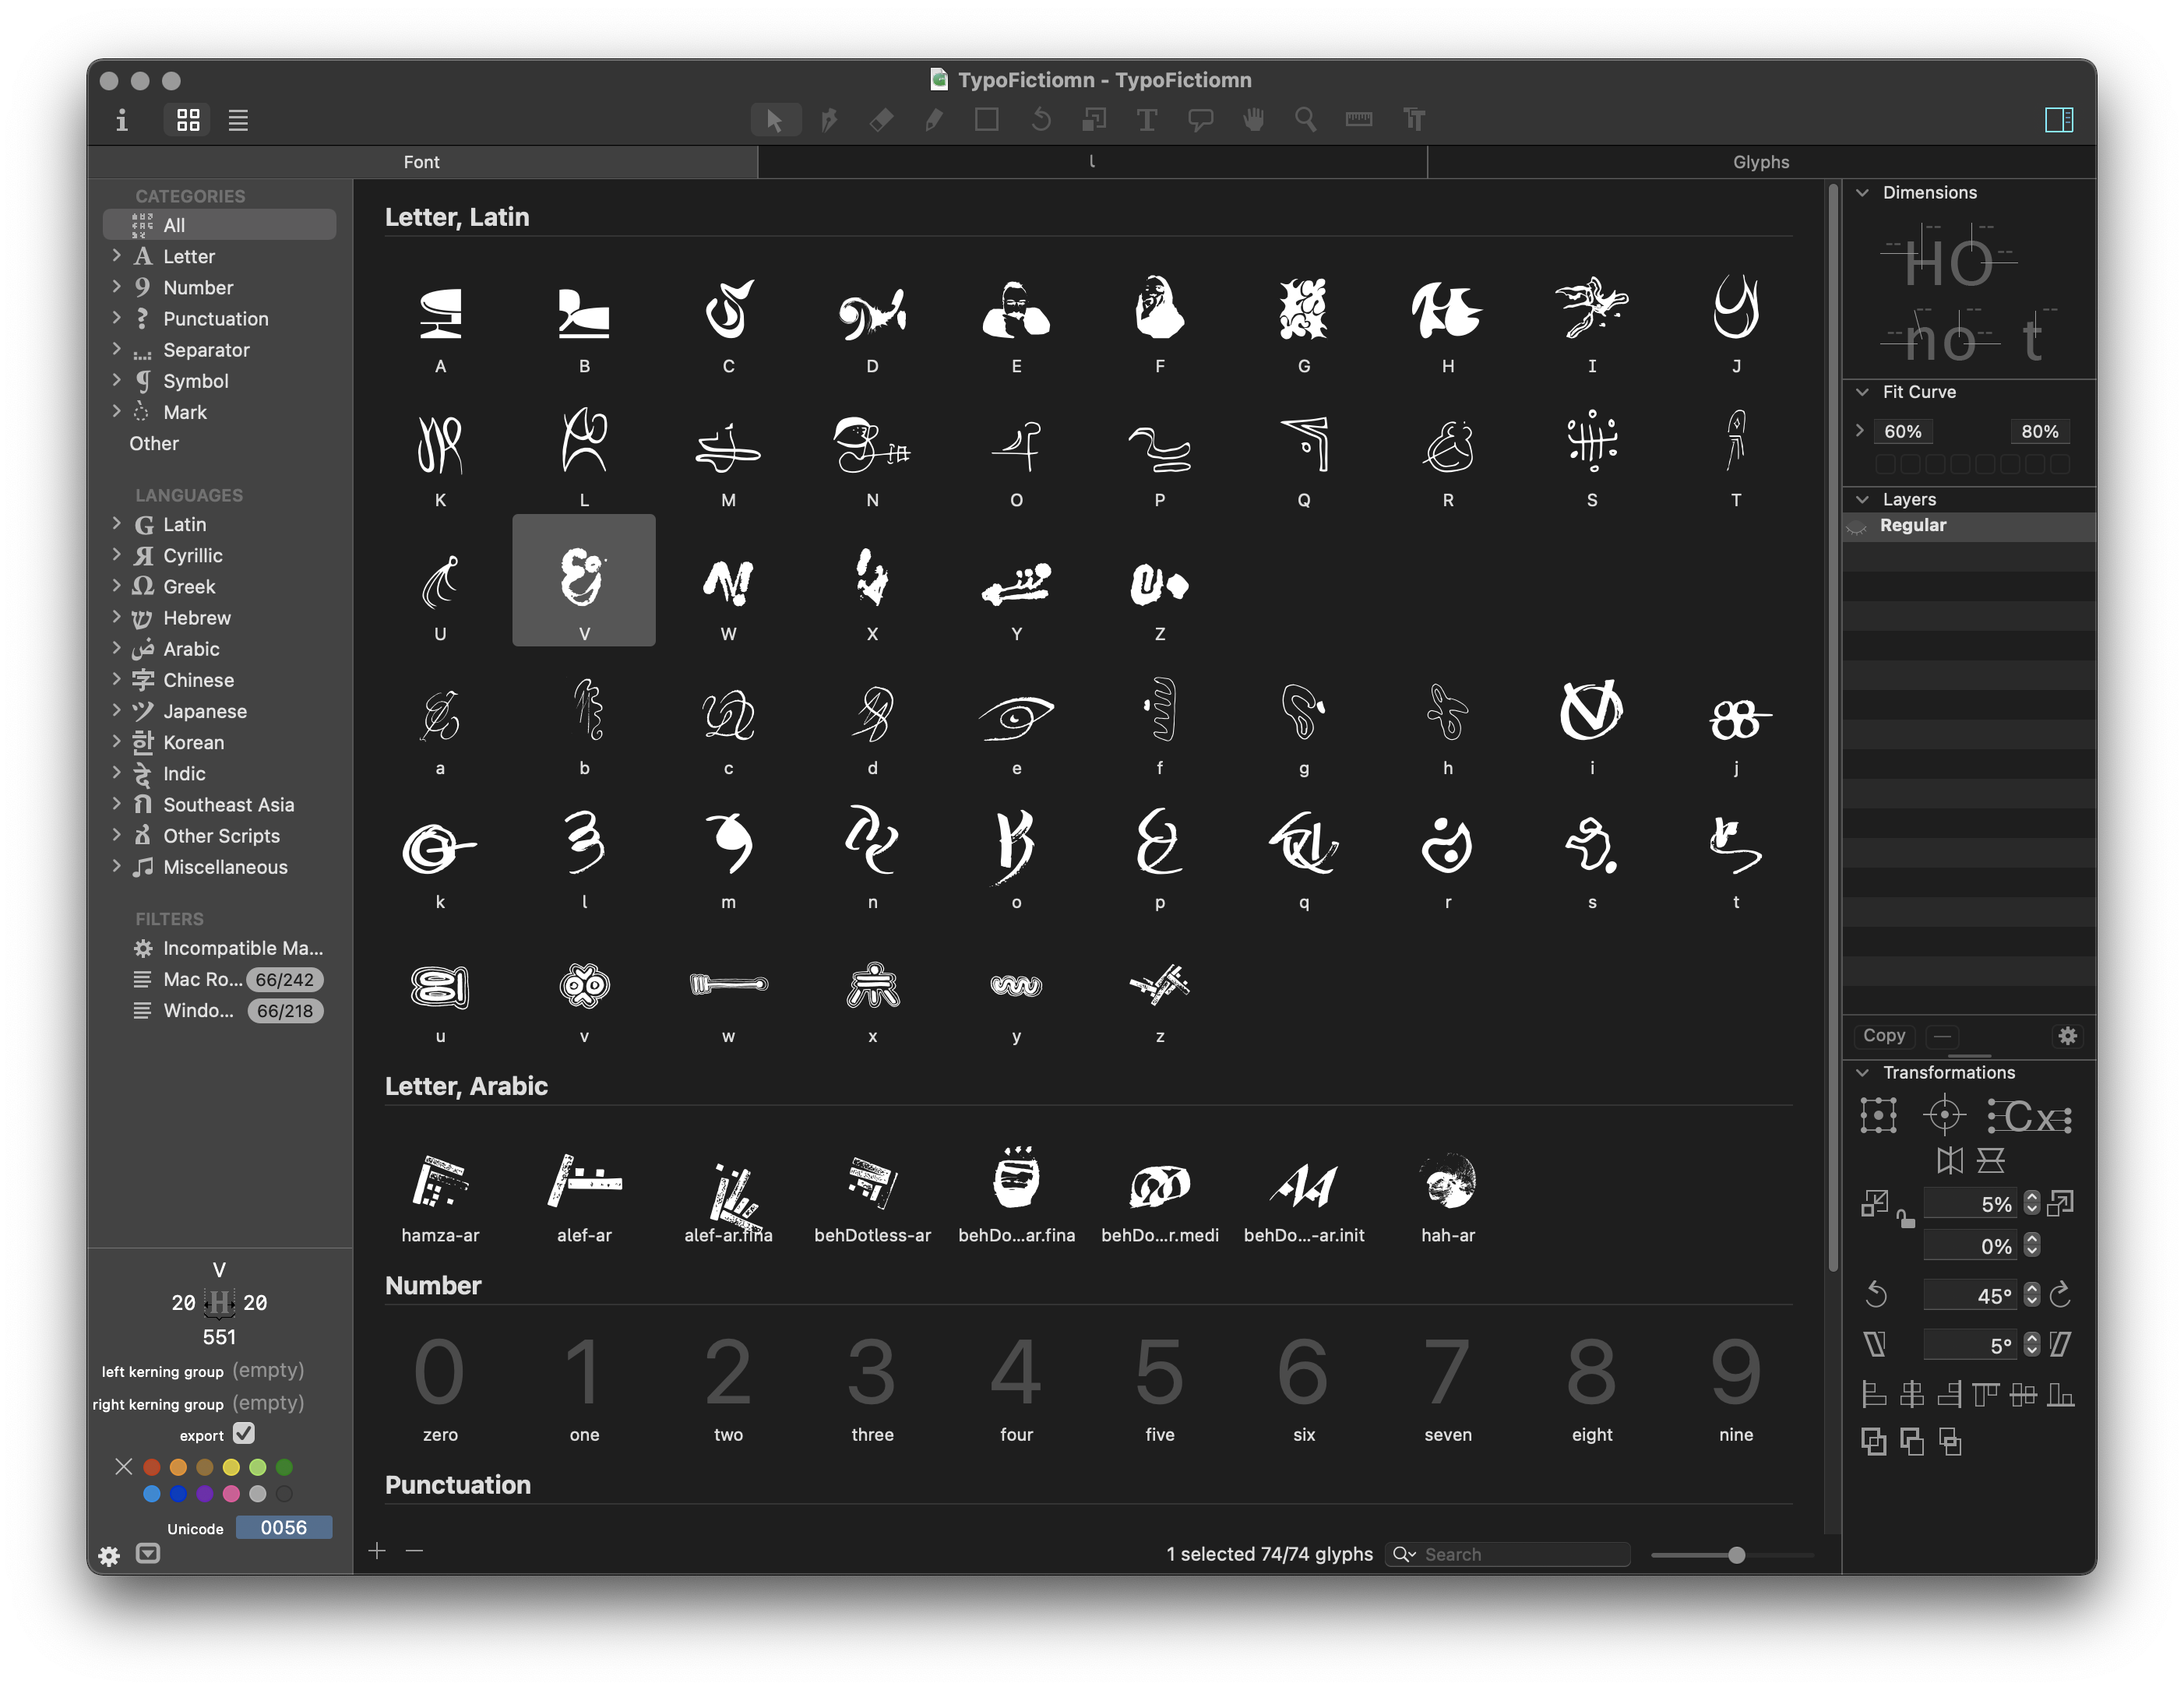 TypoFictiomn - TypoFictiomn
Font
l
Glyphs
CATEGORIES
All
Letter
Number
Punctuation
Separator
Symbol
Mark
Other
LANGUAGES
Latin
Cyrillic
Greek
Hebrew
Arabic
Chinese
Japanese
Korean
Indic
Southeast Asia
Other Scripts
Miscellaneous
FILTERS
Incompatible Ma...
Mac Ro... 66/242
Windo... 66/218
V
20 H 20
551
left kerning group (empty)
right kerning group (empty)
export
Unicode 0056
Letter, Latin
A B C D E F G H I J
K L M N O P Q R S T
U V W X Y Z
a b c d e f g h i j
k l m n o p q r s t
u v w x y z
Letter, Arabic
hamza-ar alef-ar alef-ar.fina behDotless-ar behDo...ar.fina behDo...r.medi behDo...-ar.init hah-ar
Number
0 1 2 3 4 5 6 7 8 9
zero one two three four five six seven eight nine
Punctuation
1 selected 74/74 glyphs Search
Dimensions
HO
no t
Fit Curve
60% 80%
Layers
Regular
Copy
Transformations
Cx
5%
0%
45°
5°